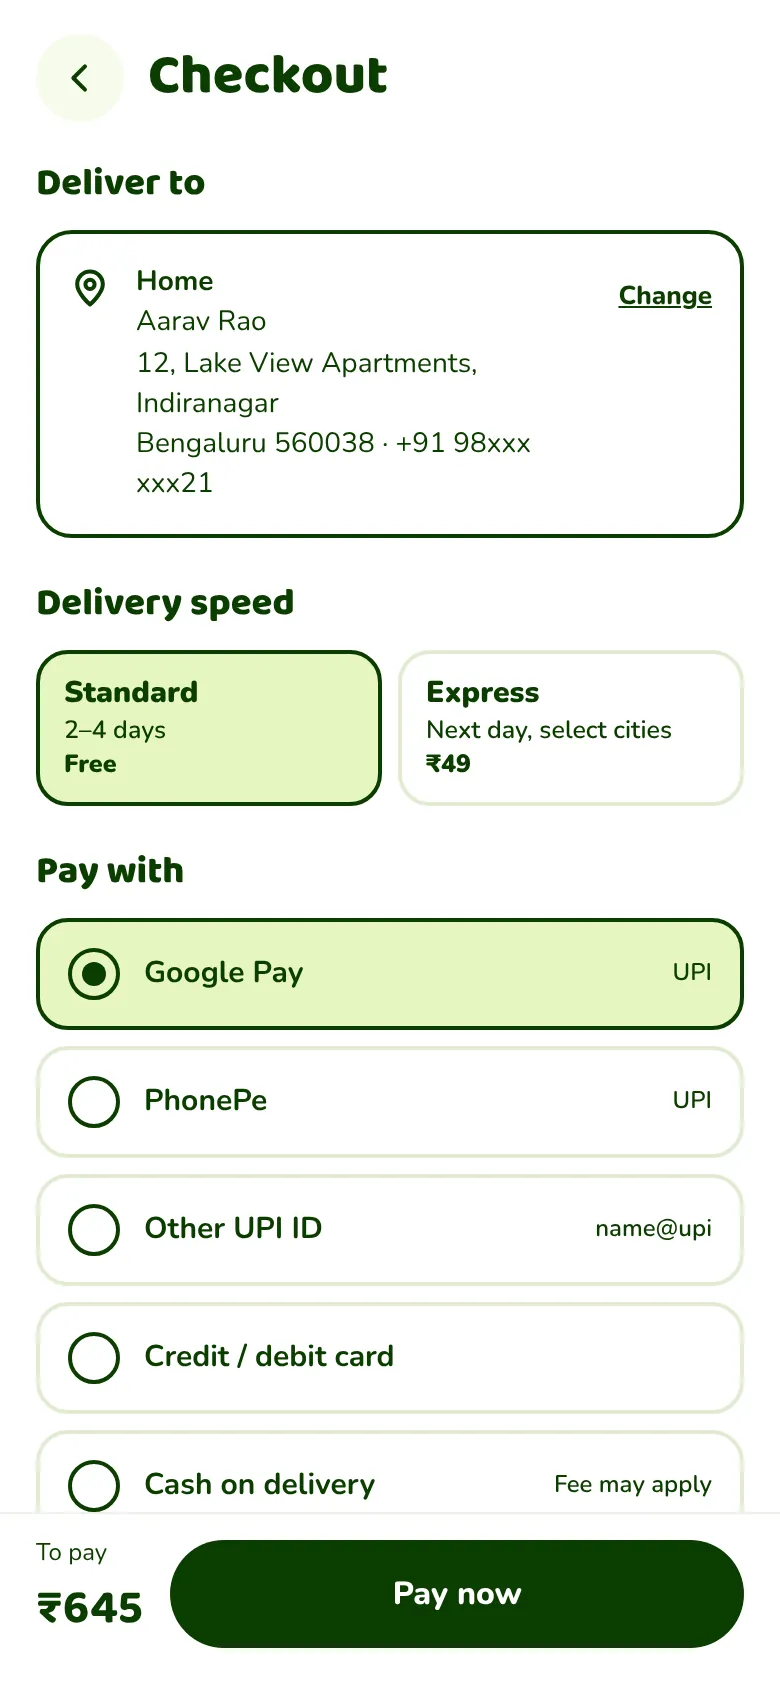 Checkout
Deliver to
Home
Change
Aarav Rao
12, Lake View Apartments,
Indiranagar
Bengaluru 560038 · +91 98xxx
xxx21
Delivery speed
Standard
2–4 days
Free
Express
Next day, select cities
₹49
Pay with
Google Pay UPI
PhonePe UPI
Other UPI ID name@upi
Credit / debit card
Cash on delivery Fee may apply
To pay
₹645
Pay now